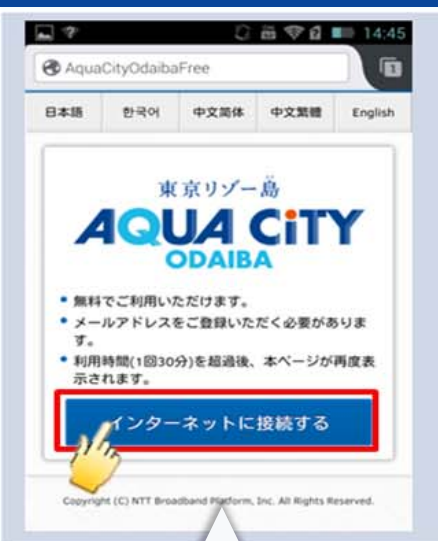 14:45
AquaCityOdaibaFree
1
日本語 한국어 中文简体 中文繁體 English
東京リゾート島
AQUA CiTY
ODAIBA
• 無料でご利用いただけます。
• メールアドレスをご登録いただく必要がありま
す。
• 利用時間(1回30分)を超過後、本ページが再度表
示されます。
インターネットに接続する
Copyright (C) NTT Broadband Platform, Inc. All Rights Reserved.